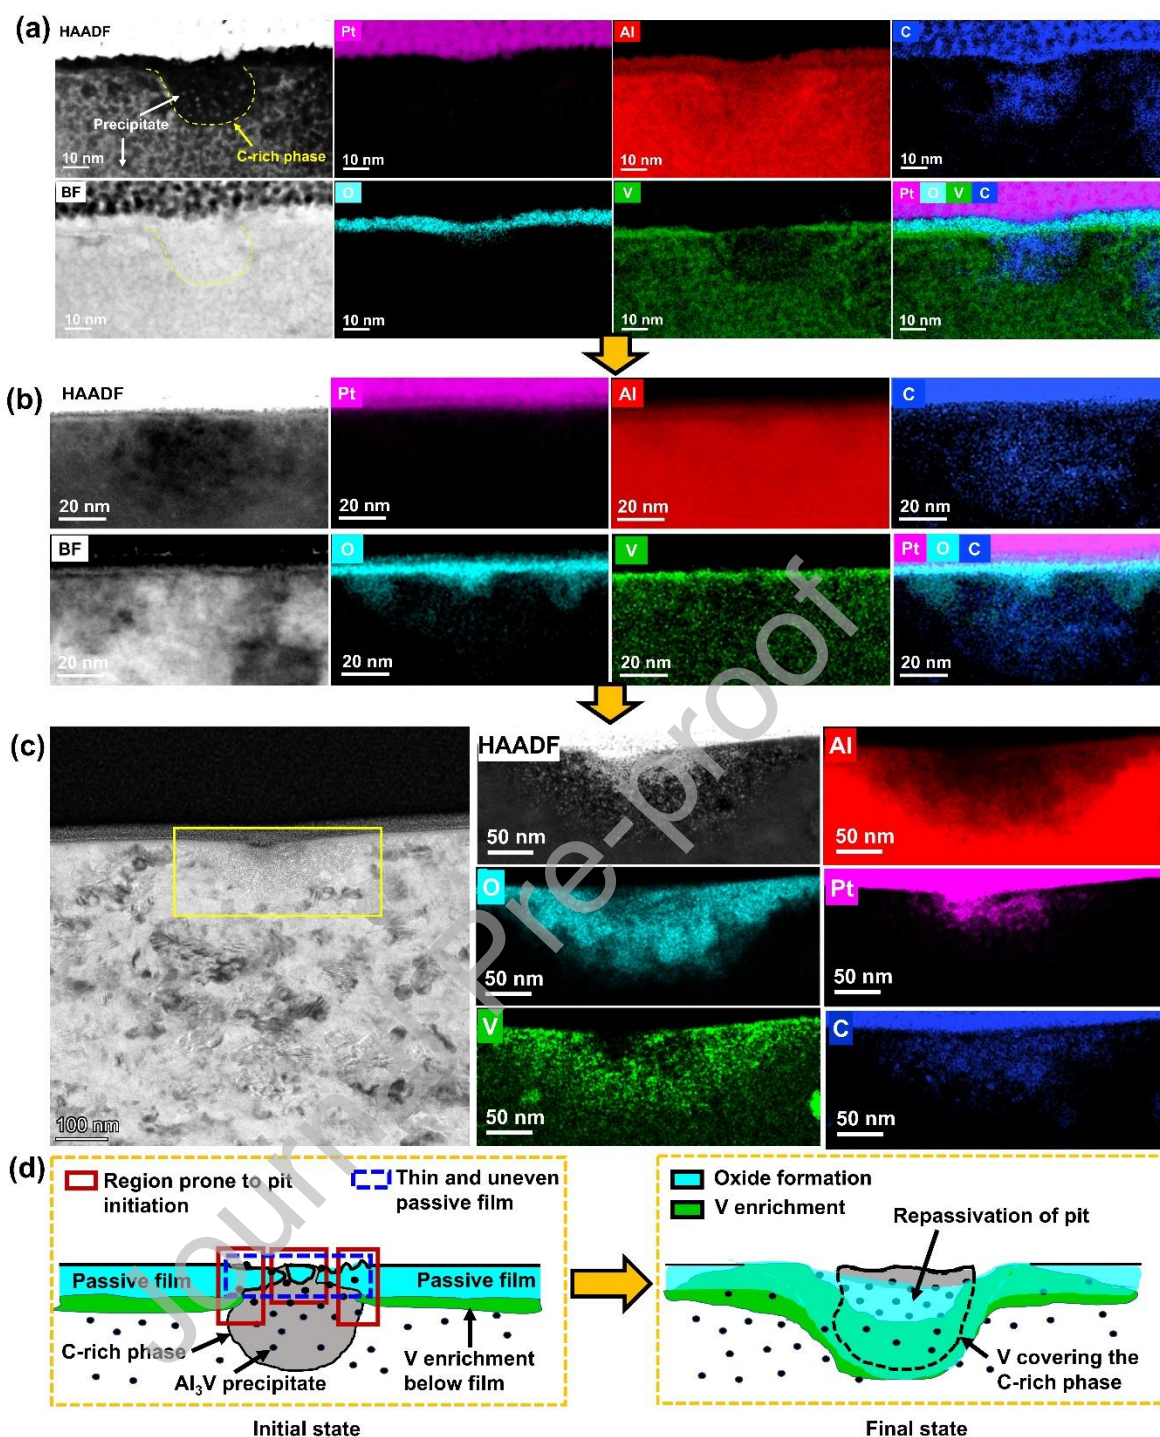 (a)
HAADF
Pt
Al
C
Precipitate
C-rich phase
10 nm
10 nm
10 nm
10 nm
BF
O
V
Pt O V C
10 nm
10 nm
10 nm
10 nm
(b)
HAADF
Pt
Al
C
20 nm
20 nm
20 nm
20 nm
BF
O
V
Pt O C
20 nm
20 nm
20 nm
20 nm
(c)
100 nm
HAADF
Al
50 nm
50 nm
O
Pt
50 nm
50 nm
V
C
50 nm
50 nm
(d)
Region prone to pit
initiation
Thin and uneven
passive film
Passive film
Passive film
C-rich phase
Al₃V precipitate
V enrichment
below film
Initial state
Oxide formation
V enrichment
Repassivation of pit
V covering the
C-rich phase
Final state
Journal Pre-proof